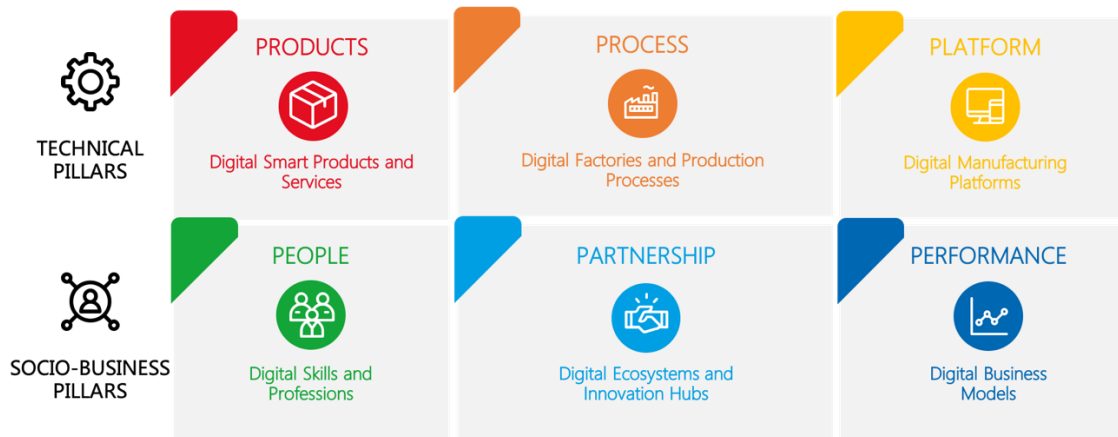 TECHNICAL
PILLARS
PRODUCTS
Digital Smart Products and
Services
PROCESS
Digital Factories and Production
Processes
PLATFORM
Digital Manufacturing
Platforms
SOCIO-BUSINESS
PILLARS
PEOPLE
Digital Skills and
Professions
PARTNERSHIP
Digital Ecosystems and
Innovation Hubs
PERFORMANCE
Digital Business
Models